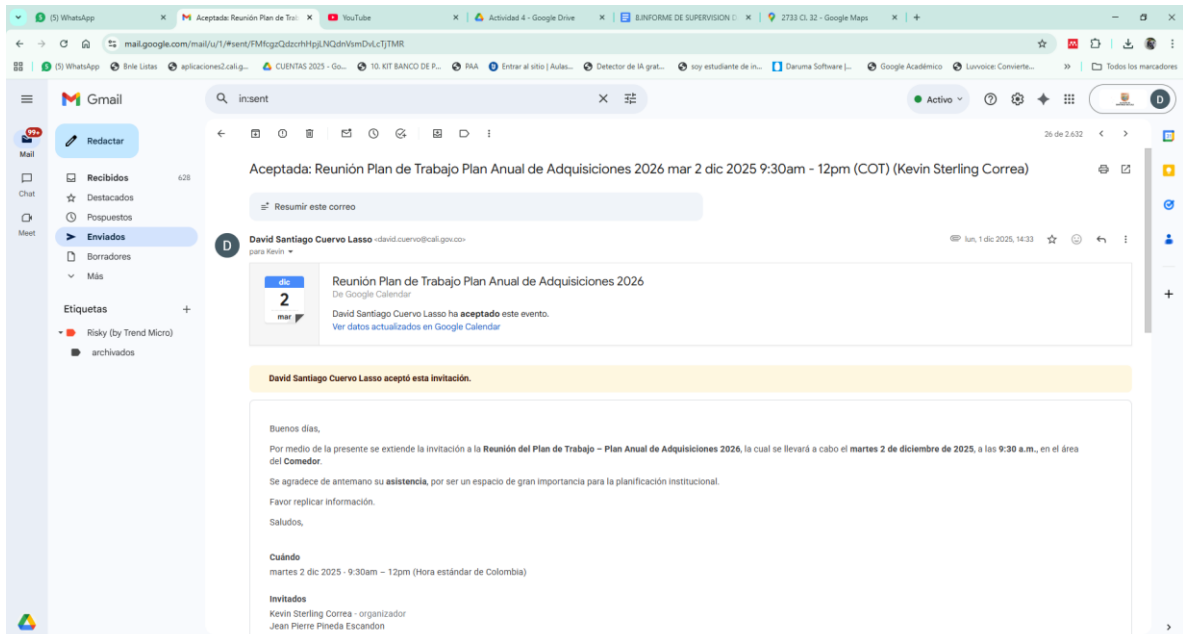 (5) WhatsApp
Aceptada: Reunión Plan de Trab
YouTube
Actividad 4 - Google Drive
8.INFORME DE SUPERVISION D
2733 CL 32 - Google Maps
mail.google.com/mail/u/1/#sent/FMfcgzQdzcrhHpjLNQdnVsmDvLcTjTMR
(5) WhatsApp
Bnle Listas
aplicaciones2.cali.g...
CUENTAS 2025 - Go...
10. KIT BANCO DE P...
PAA
Entrar al sitio | Aulas...
Detector de IA grat...
soy estudiante de in...
Daruma Software |...
Google Académico
Luvvoice: Convierte...
Todos los marcadores
Gmail
in:sent
Activo
D
99+
Mail
Chat
Meet
Redactar
Recibidos 628
Destacados
Pospuestos
Enviados
Borradores
Más
Etiquetas
Risky (by Trend Micro)
archivados
26 de 2.632
Aceptada: Reunión Plan de Trabajo Plan Anual de Adquisiciones 2026 mar 2 dic 2025 9:30am - 12pm (COT) (Kevin Sterling Correa)
Resumir este correo
D
David Santiago Cuervo Lasso <david.cuervo@cali.gov.co>
lun, 1 dic 2025, 14:33
para Kevin
dic
2
mar
Reunión Plan de Trabajo Plan Anual de Adquisiciones 2026
De Google Calendar
David Santiago Cuervo Lasso ha aceptado este evento.
Ver datos actualizados en Google Calendar
David Santiago Cuervo Lasso aceptó esta invitación.
Buenos días,
Por medio de la presente se extiende la invitación a la Reunión del Plan de Trabajo – Plan Anual de Adquisiciones 2026, la cual se llevará a cabo el martes 2 de diciembre de 2025, a las 9:30 a.m., en el área
del Comedor.
Se agradece de antemano su asistencia, por ser un espacio de gran importancia para la planificación institucional.
Favor replicar información.
Saludos,
Cuándo
martes 2 dic 2025 - 9:30am – 12pm (Hora estándar de Colombia)
Invitados
Kevin Sterling Correa - organizador
Jean Pierre Pineda Escandon